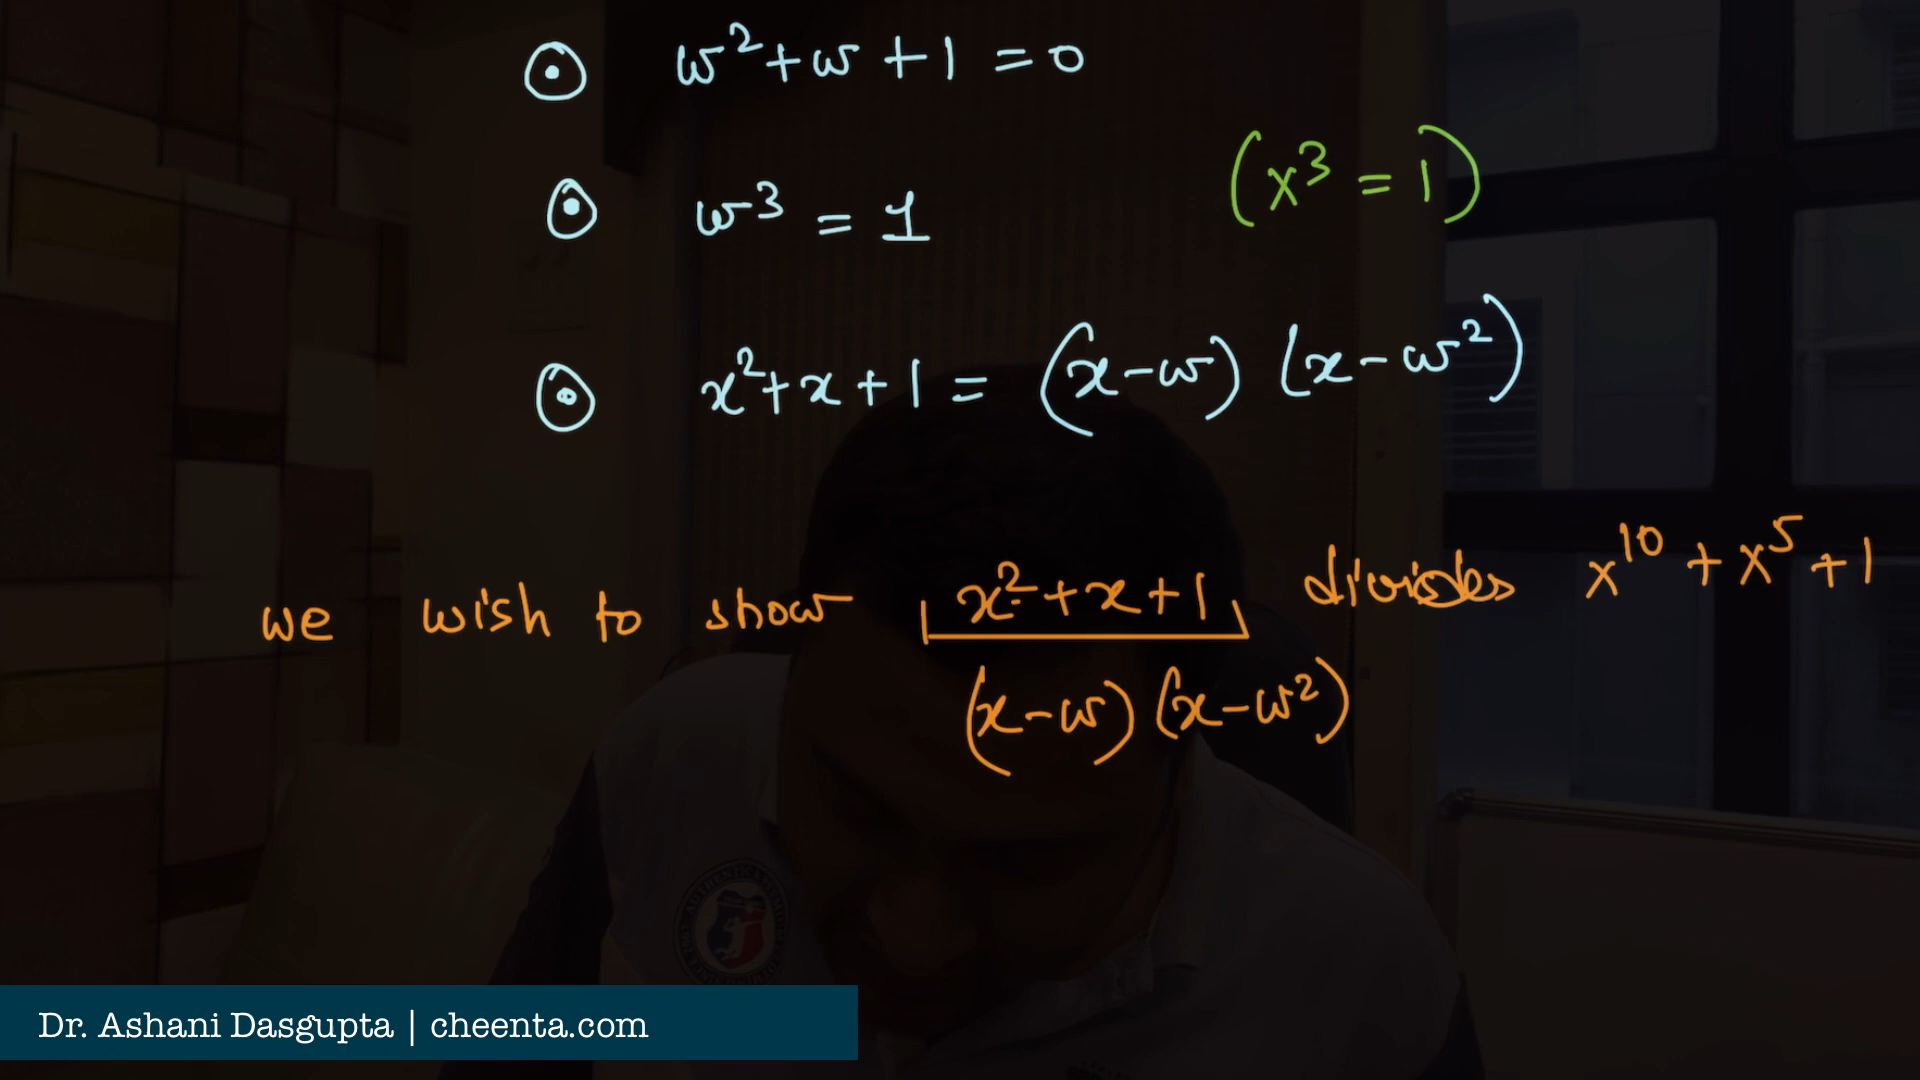 ⊙ ω² + ω + 1 = 0
(x³ = 1)
⊙ ω³ = 1
⊙ x² + x + 1 = (x - ω) (x - ω²)
we wish to show x² + x + 1 divides x¹⁰ + x⁵ + 1
(x - ω) (x - ω²)
Dr. Ashani Dasgupta | cheenta.com